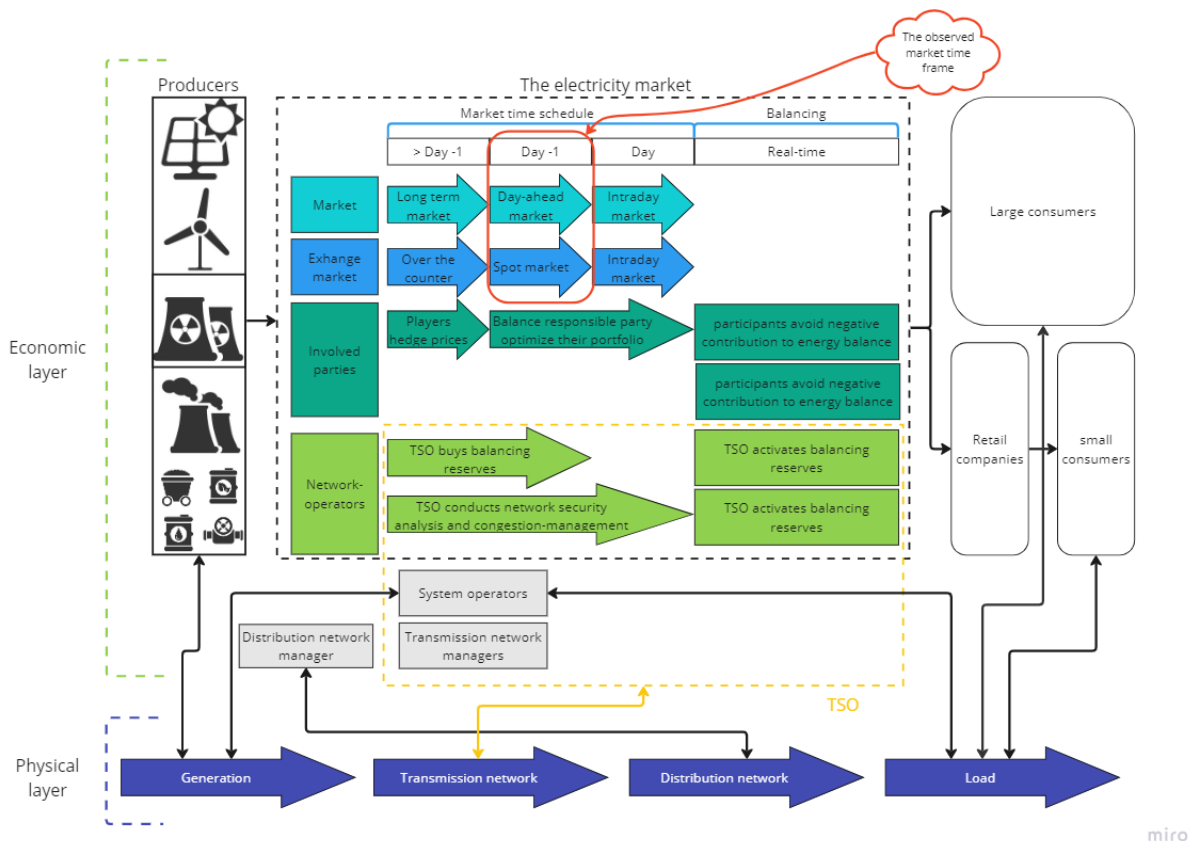 The observed
market time
frame
Producers
The electricity market
Market time schedule
Balancing
> Day -1
Day -1
Day
Real-time
Market
Long term
market
Day-ahead
market
Intraday
market
Exhange
market
Over the
counter
Spot market
Intraday
market
Involved
parties
Players
hedge prices
Balance responsible party
optimize their portfolio
participants avoid negative
contribution to energy balance
participants avoid negative
contribution to energy balance
Network-
operators
TSO buys balancing
reserves
TSO activates balancing
reserves
TSO conducts network security
analysis and congestion-management
TSO activates balancing
reserves
Large consumers
Retail
companies
small
consumers
Economic
layer
System operators
Distribution network
manager
Transmission network
managers
TSO
Physical
layer
Generation
Transmission network
Distribution network
Load
miro